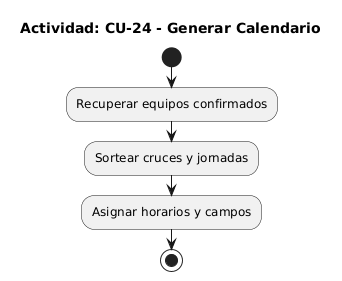 Actividad: CU-24 - Generar Calendario
Recuperar equipos confirmados
Sortear cruces y jornadas
Asignar horarios y campos